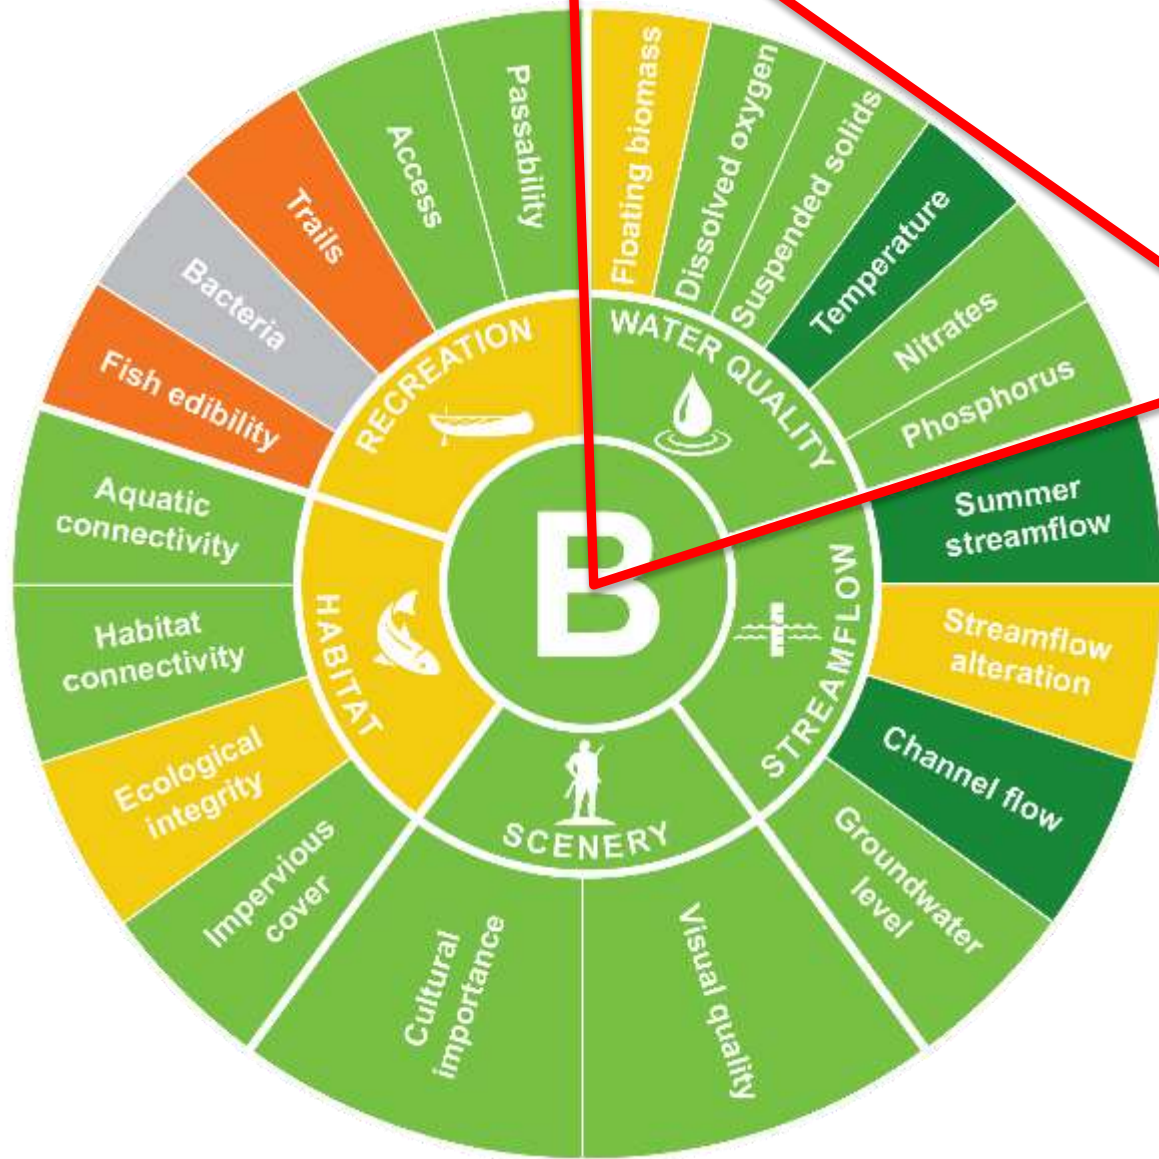 B
WATER QUALITY
Floating biomass
Dissolved oxygen
Suspended solids
Temperature
Nitrates
Phosphorus
STREAMFLOW
Summer
streamflow
Streamflow
alteration
Channel flow
Groundwater
level
SCENERY
Visual quality
Cultural
importance
HABITAT
Impervious
cover
Ecological
integrity
Habitat
connectivity
Aquatic
connectivity
RECREATION
Fish edibility
Bacteria
Trails
Access
Passability